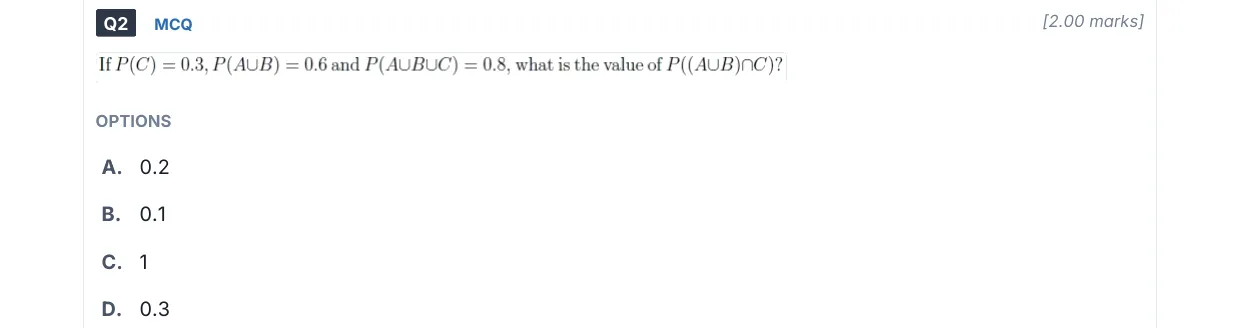 Q2 MCQ [2.00 marks]
If P(C) = 0.3, P(A∪B) = 0.6 and P(A∪B∪C) = 0.8, what is the value of P((A∪B)∩C)?
OPTIONS
A. 0.2
B. 0.1
C. 1
D. 0.3